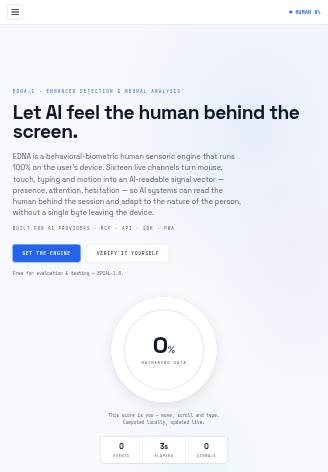 HUMAN 0%
EDNA-G · ENHANCED DETECTION & NEURAL ANALYSIS
Let AI feel the human behind the
screen.
EDNA is a behavioral-biometric human sensoric engine that runs
100% on the user's device. Sixteen live channels turn mouse,
touch, typing and motion into an AI-readable signal vector —
presence, attention, hesitation — so AI systems can read the
human behind the session and adapt to the nature of the person,
without a single byte leaving the device.
BUILT FOR AI PROVIDERS · MCP · API · SDK · PWA
GET THE ENGINE
VERIFY IT YOURSELF
Free for evaluation & testing —
0%
GATHERING DATA
This score is you — move, scroll and type.
Computed locally, updated live.
0 3s 0
EVENTS ELAPSED SIGNALS